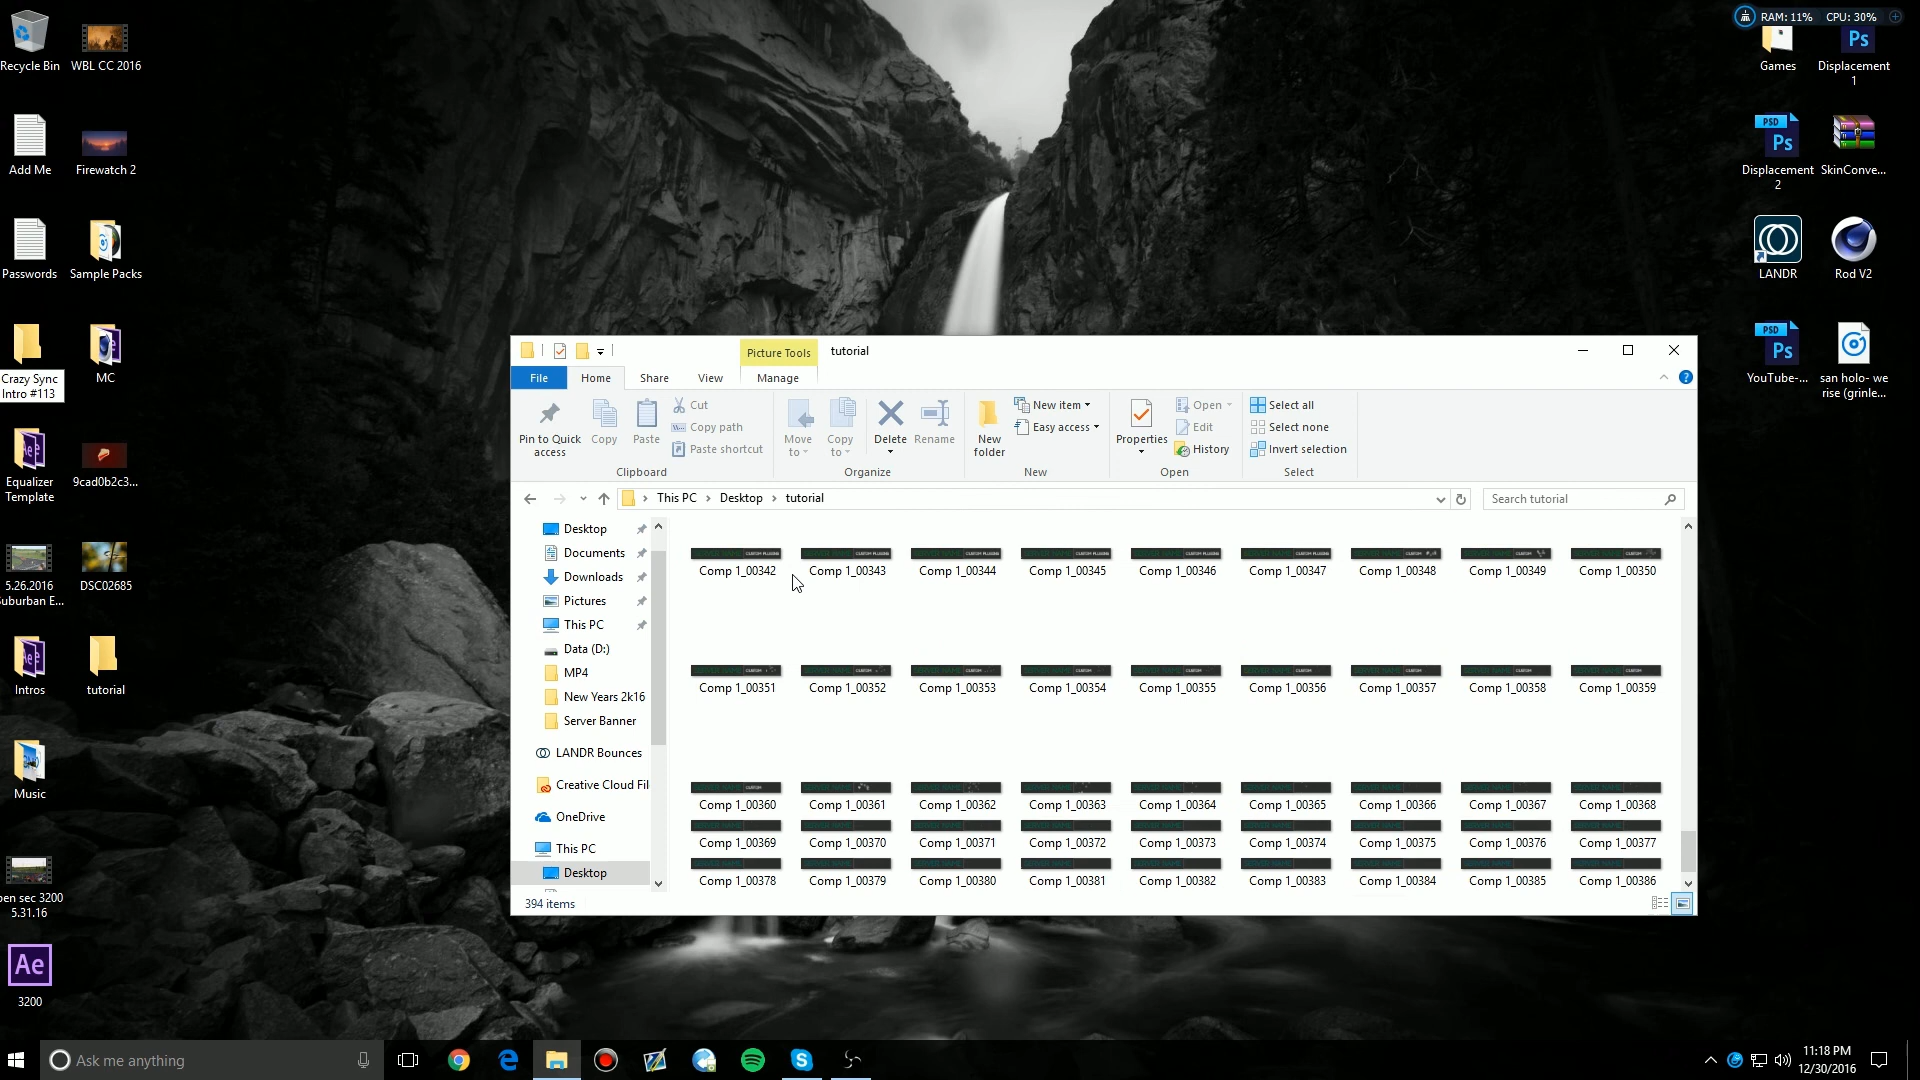 RAM: 11% CPU: 30%
Recycle Bin
WBL CC 2016
Add Me
Firewatch 2
Passwords
Sample Packs
Crazy Sync
Intro #113
MC
Equalizer
Template
9cad0b2c3...
5.26.2016
Suburban E...
DSC02685
Intros
tutorial
Music
pen sec 3200
5.31.16
Ae
3200
Games
Ps
Displacement
1
PSD
Ps
Displacement
2
SkinConve...
LANDR
Rod V2
PSD
Ps
YouTube-...
san holo- we
rise (grinle...
Picture Tools
tutorial
File
Home
Share
View
Manage
Pin to Quick
access
Copy
Paste
Cut
Copy path
Paste shortcut
Clipboard
Move
to
Copy
to
Delete
Rename
Organize
New
folder
New item
Easy access
New
Properties
Open
Edit
History
Open
Select all
Select none
Invert selection
Select
This PC
Desktop
tutorial
Search tutorial
Desktop
Documents
Downloads
Pictures
This PC
Data (D:)
MP4
New Years 2k16
Server Banner
LANDR Bounces
Creative Cloud Fil
OneDrive
This PC
Desktop
Comp 1_00342 Comp 1_00343 Comp 1_00344 Comp 1_00345 Comp 1_00346 Comp 1_00347 Comp 1_00348 Comp 1_00349 Comp 1_00350
Comp 1_00351 Comp 1_00352 Comp 1_00353 Comp 1_00354 Comp 1_00355 Comp 1_00356 Comp 1_00357 Comp 1_00358 Comp 1_00359
Comp 1_00360 Comp 1_00361 Comp 1_00362 Comp 1_00363 Comp 1_00364 Comp 1_00365 Comp 1_00366 Comp 1_00367 Comp 1_00368
Comp 1_00369 Comp 1_00370 Comp 1_00371 Comp 1_00372 Comp 1_00373 Comp 1_00374 Comp 1_00375 Comp 1_00376 Comp 1_00377
Comp 1_00378 Comp 1_00379 Comp 1_00380 Comp 1_00381 Comp 1_00382 Comp 1_00383 Comp 1_00384 Comp 1_00385 Comp 1_00386
394 items
Ask me anything
11:18 PM
12/30/2016